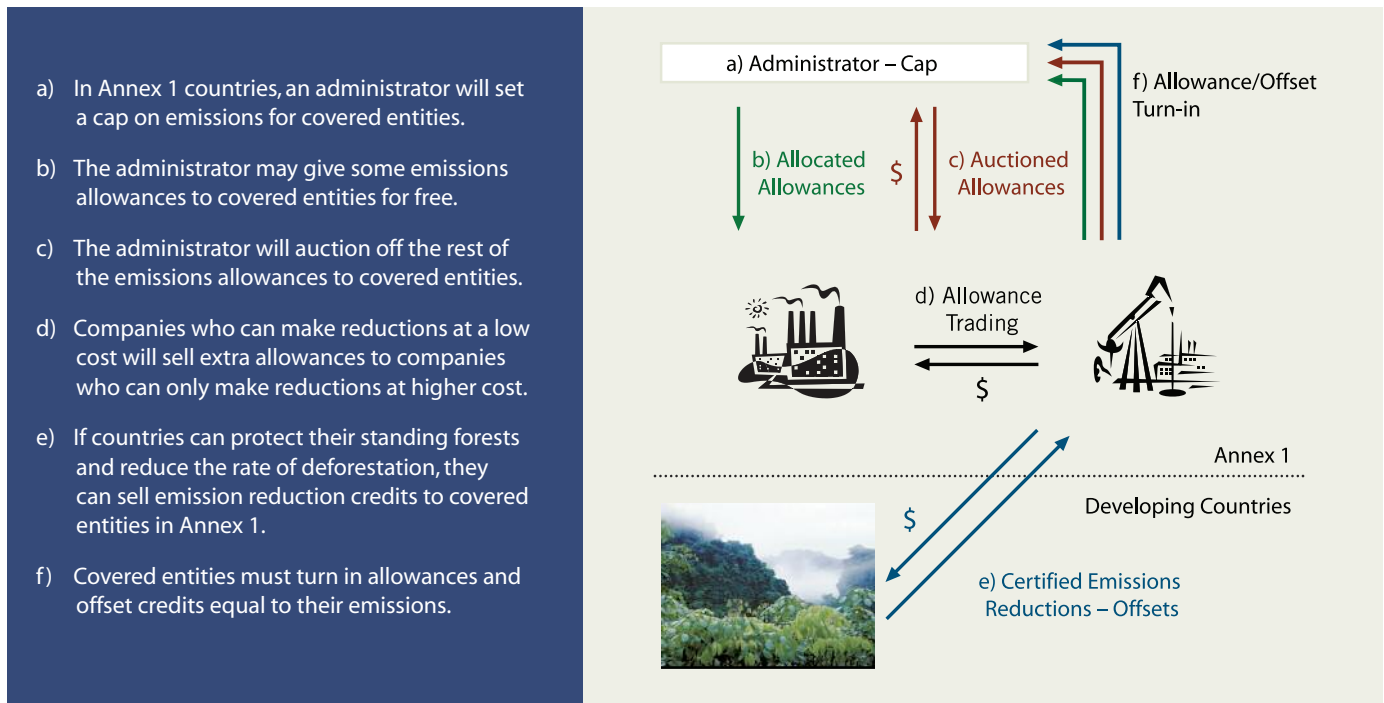 a) In Annex 1 countries, an administrator will set
a cap on emissions for covered entities.
b) The administrator may give some emissions
allowances to covered entities for free.
c) The administrator will auction off the rest of
the emissions allowances to covered entities.
d) Companies who can make reductions at a low
cost will sell extra allowances to companies
who can only make reductions at higher cost.
e) If countries can protect their standing forests
and reduce the rate of deforestation, they
can sell emission reduction credits to covered
entities in Annex 1.
f) Covered entities must turn in allowances and
offset credits equal to their emissions.
a) Administrator – Cap
f) Allowance/Offset
Turn-in
b) Allocated
Allowances
$
c) Auctioned
Allowances
d) Allowance
Trading
$
Annex 1
Developing Countries
$
e) Certified Emissions
Reductions – Offsets